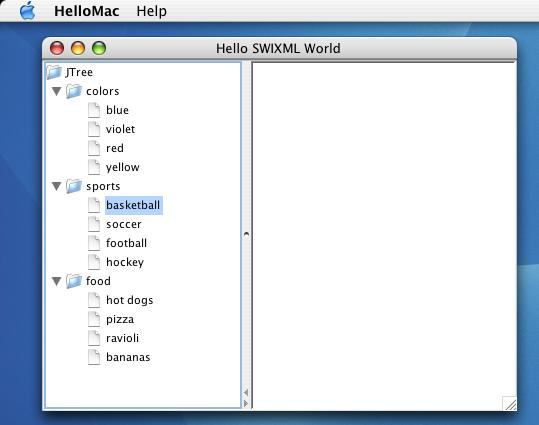 HelloMac Help
Hello SWIXML World
JTree
colors
blue
violet
red
yellow
sports
basketball
soccer
football
hockey
food
hot dogs
pizza
ravioli
bananas